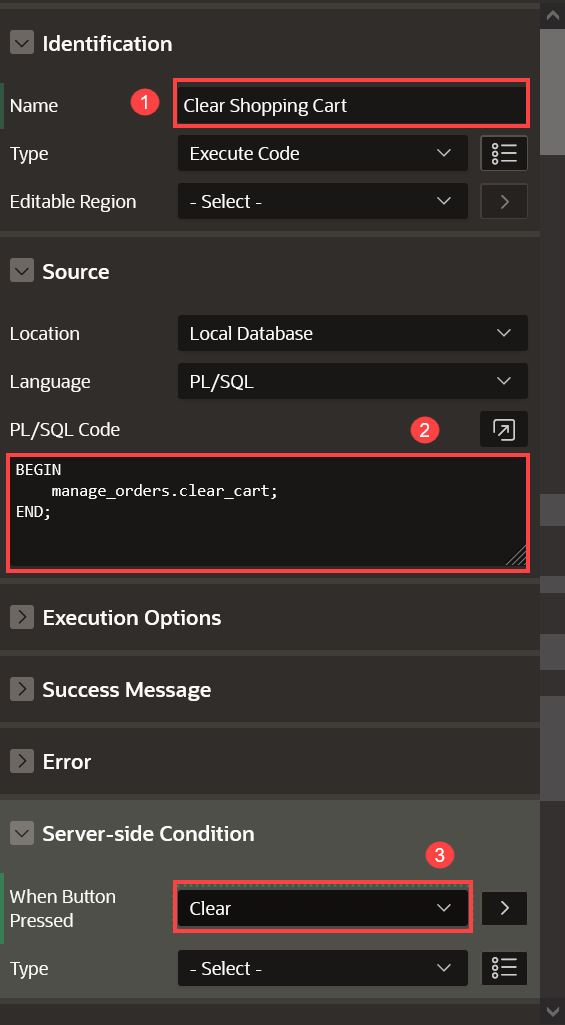 Identification
Name 1 Clear Shopping Cart
Type Execute Code
Editable Region - Select -
Source
Location Local Database
Language PL/SQL
PL/SQL Code 2
BEGIN
    manage_orders.clear_cart;
END;
Execution Options
Success Message
Error
Server-side Condition
3
When Button
Pressed
Clear
Type - Select -